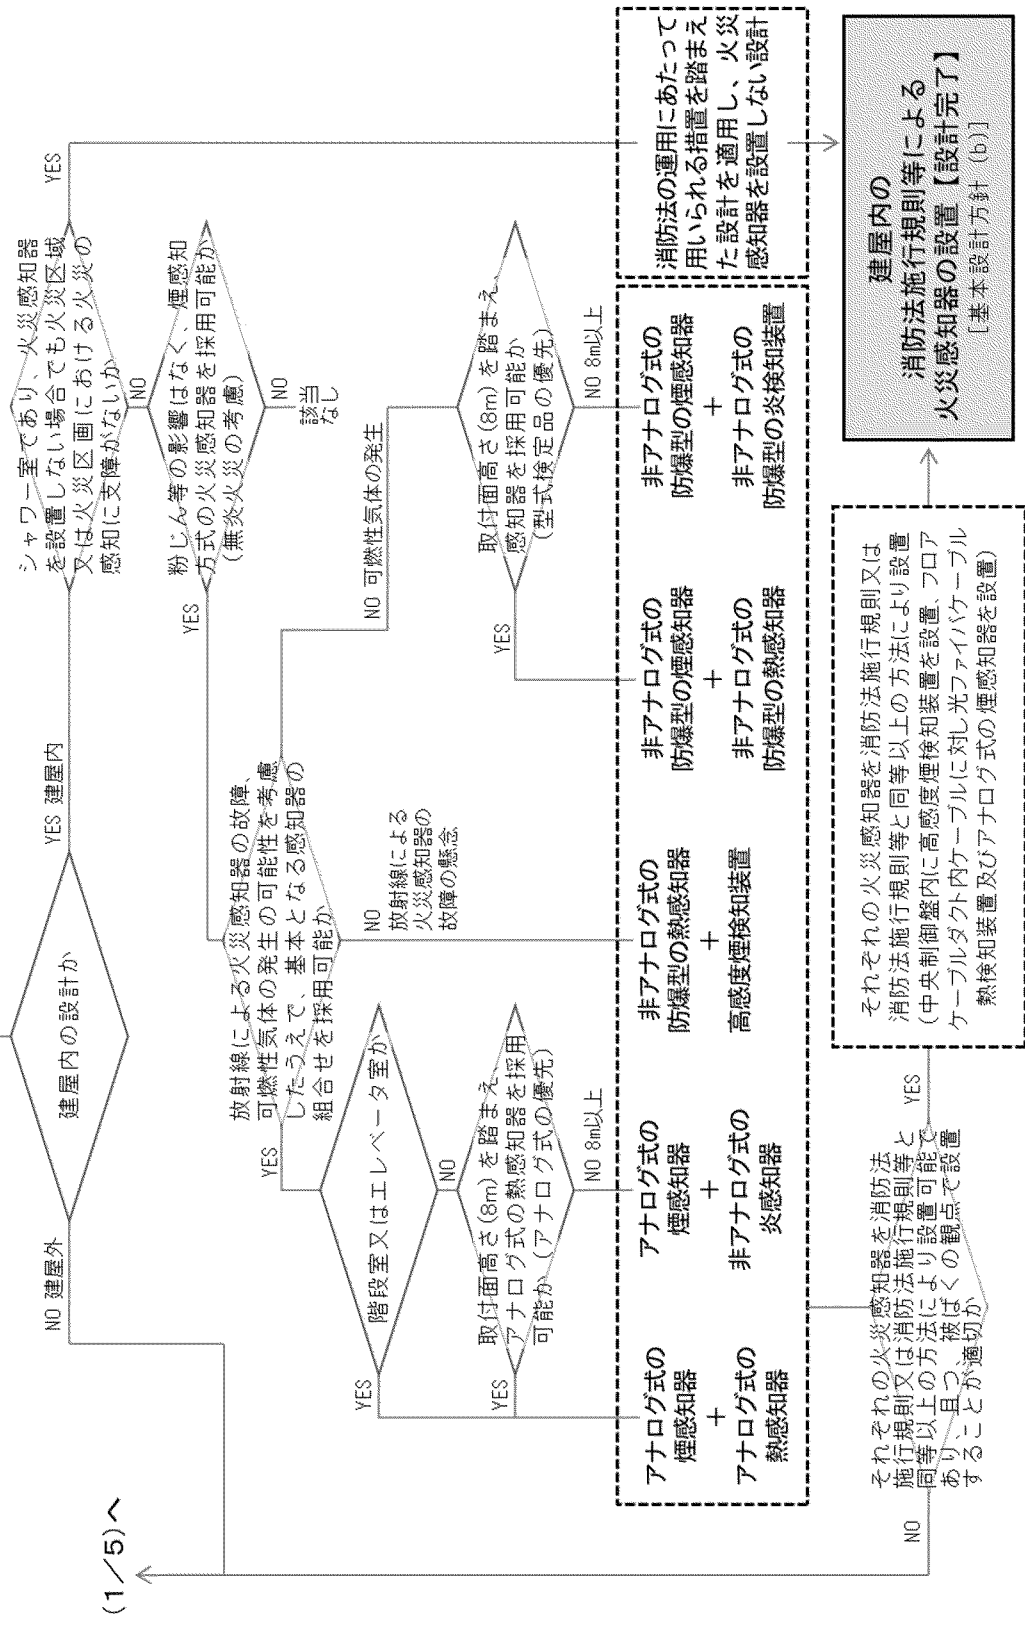 (1/5)へ
建屋内の設計か
NO 建屋外
YES 建屋内
シャワー室であり、火災感知器
を設置しない場合でも火災区域
又は火災区画における火災の
感知に支障がないか
YES
NO
粉じん等の影響はなく、煙感知
方式の火災感知器を採用可能か
(無炎火災の考慮)
YES
NO
該当
なし
放射線による火災感知器の故障、
可燃性気体の発生の可能性を考慮
したうえで、基本となる感知器の
組合せを採用可能か
YES
NO
放射線による
火災感知器の
故障の懸念
NO 可燃性気体の発生
階段室又はエレベータ室か
YES
NO
取付面高さ(8m)を踏まえ、
アナログ式の熱感知器を採用
可能か(アナログ式の優先)
YES
NO 8m以上
取付面高さ(8m)を踏まえ、
感知器を採用可能か
(型式検定品の優先)
YES
NO 8m以上
アナログ式の
煙感知器
+
アナログ式の
熱感知器
アナログ式の
煙感知器
+
非アナログ式の
炎感知器
非アナログ式の
防爆型の熱感知器
+
高感度煙検知装置
非アナログ式の
防爆型の煙感知器
+
非アナログ式の
防爆型の熱感知器
非アナログ式の
防爆型の煙感知器
+
非アナログ式の
防爆型の炎検知装置
消防法の運用にあたって
用いられる措置を踏まえ
た設計を適用し、火災
感知器を設置しない設計
それぞれの火災感知器を消防法
施行規則又は消防法施行規則等と
同等以上の方法により設置可能で
あり、且つ、被ばくの観点で設置
することが適切か
NO
YES
それぞれの火災感知器を消防法施行規則又は
消防法施行規則等と同等以上の方法により設置
(中央制御盤内に高感度煙検知装置を設置、フロア
ケーブルダクト内ケーブルに対し光ファイバケーブル
熱検知装置及びアナログ式の煙感知器を設置)
建屋内の
消防法施行規則等による
火災感知器の設置【設計完了】
[基本設計方針 (b)]